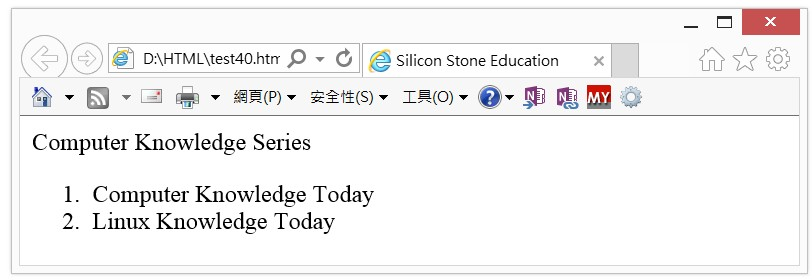 D:\HTML\test40.htm
Silicon Stone Education
網頁(P) 安全性(S) 工具(O)
MY
Computer Knowledge Series
1. Computer Knowledge Today
2. Linux Knowledge Today